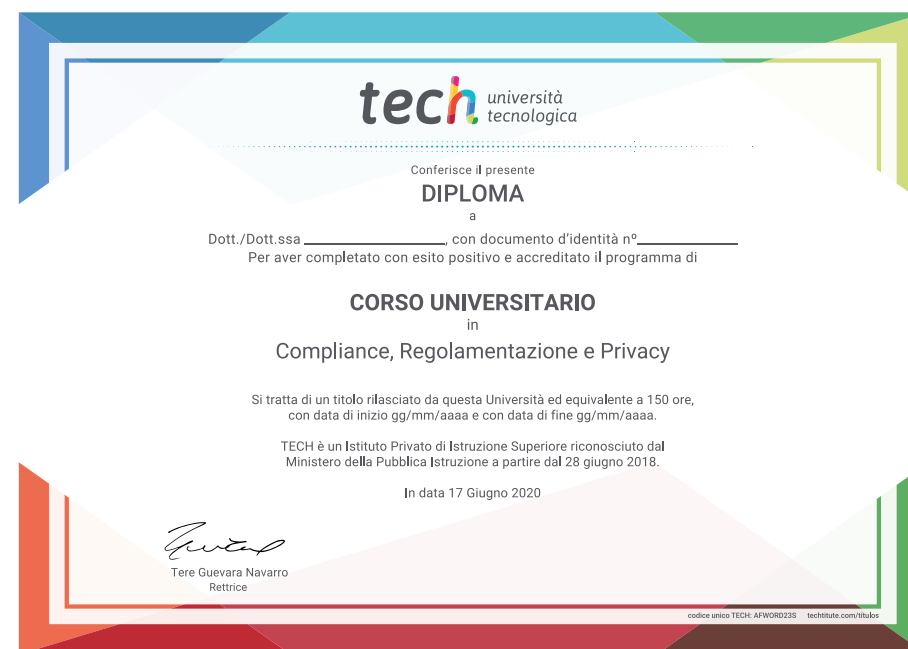 tech università
tecnologica
Conferisce il presente
DIPLOMA
a
Dott./Dott.ssa ____________________, con documento d'identità nº______________
Per aver completato con esito positivo e accreditato il programma di
CORSO UNIVERSITARIO
in
Compliance, Regolamentazione e Privacy
Si tratta di un titolo rilasciato da questa Università ed equivalente a 150 ore,
con data di inizio gg/mm/aaaa e con data di fine gg/mm/aaaa.
TECH è un Istituto Privato di Istruzione Superiore riconosciuto dal
Ministero della Pubblica Istruzione a partire dal 28 giugno 2018.
In data 17 Giugno 2020
Tere Guevara Navarro
Rettrice
codice unico TECH: AFWORD23S techtitute.com/titulos